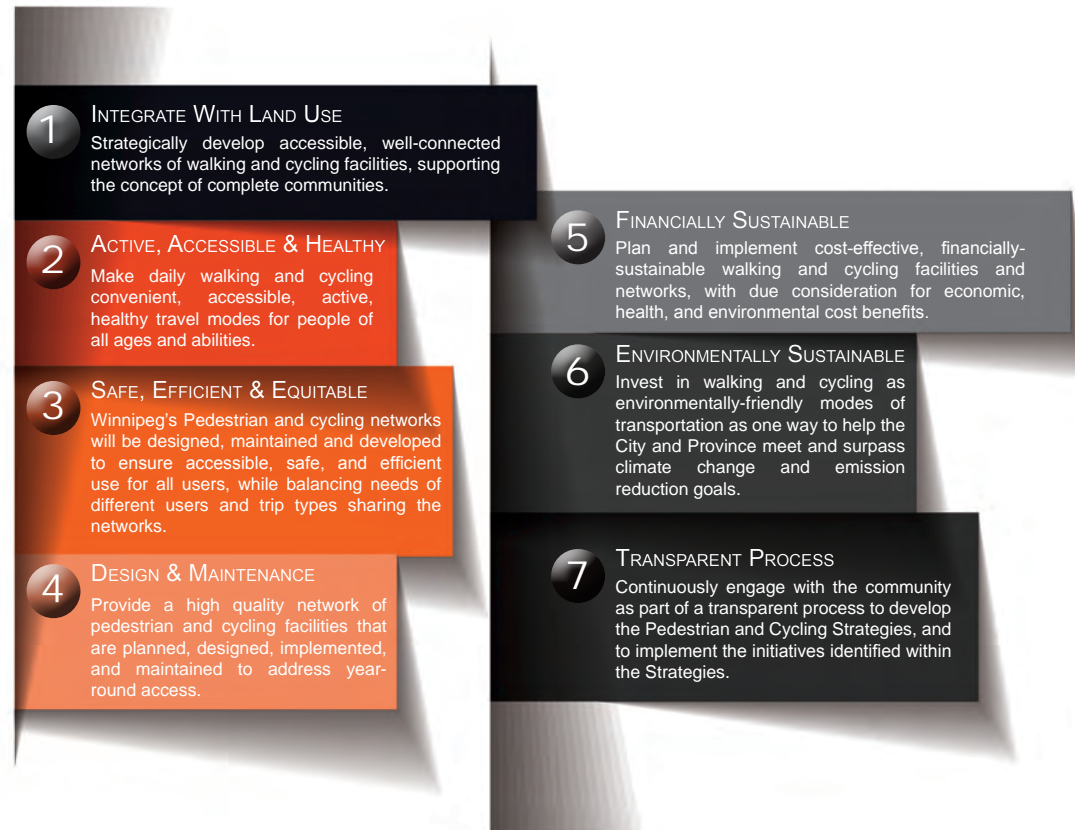 1
INTEGRATE WITH LAND USE
Strategically develop accessible, well-connected
networks of walking and cycling facilities, supporting
the concept of complete communities.
2
ACTIVE, ACCESSIBLE & HEALTHY
Make daily walking and cycling
convenient, accessible, active,
healthy travel modes for people of
all ages and abilities.
3
SAFE, EFFICIENT & EQUITABLE
Winnipeg's Pedestrian and cycling networks
will be designed, maintained and developed
to ensure accessible, safe, and efficient
use for all users, while balancing needs of
different users and trip types sharing the
networks.
4
DESIGN & MAINTENANCE
Provide a high quality network of
pedestrian and cycling facilities that
are planned, designed, implemented,
and maintained to address year-
round access.
5
FINANCIALLY SUSTAINABLE
Plan and implement cost-effective, financially-
sustainable walking and cycling facilities and
networks, with due consideration for economic,
health, and environmental cost benefits.
6
ENVIRONMENTALLY SUSTAINABLE
Invest in walking and cycling as
environmentally-friendly modes of
transportation as one way to help the
City and Province meet and surpass
climate change and emission
reduction goals.
7
TRANSPARENT PROCESS
Continuously engage with the community
as part of a transparent process to develop
the Pedestrian and Cycling Strategies, and
to implement the initiatives identified within
the Strategies.